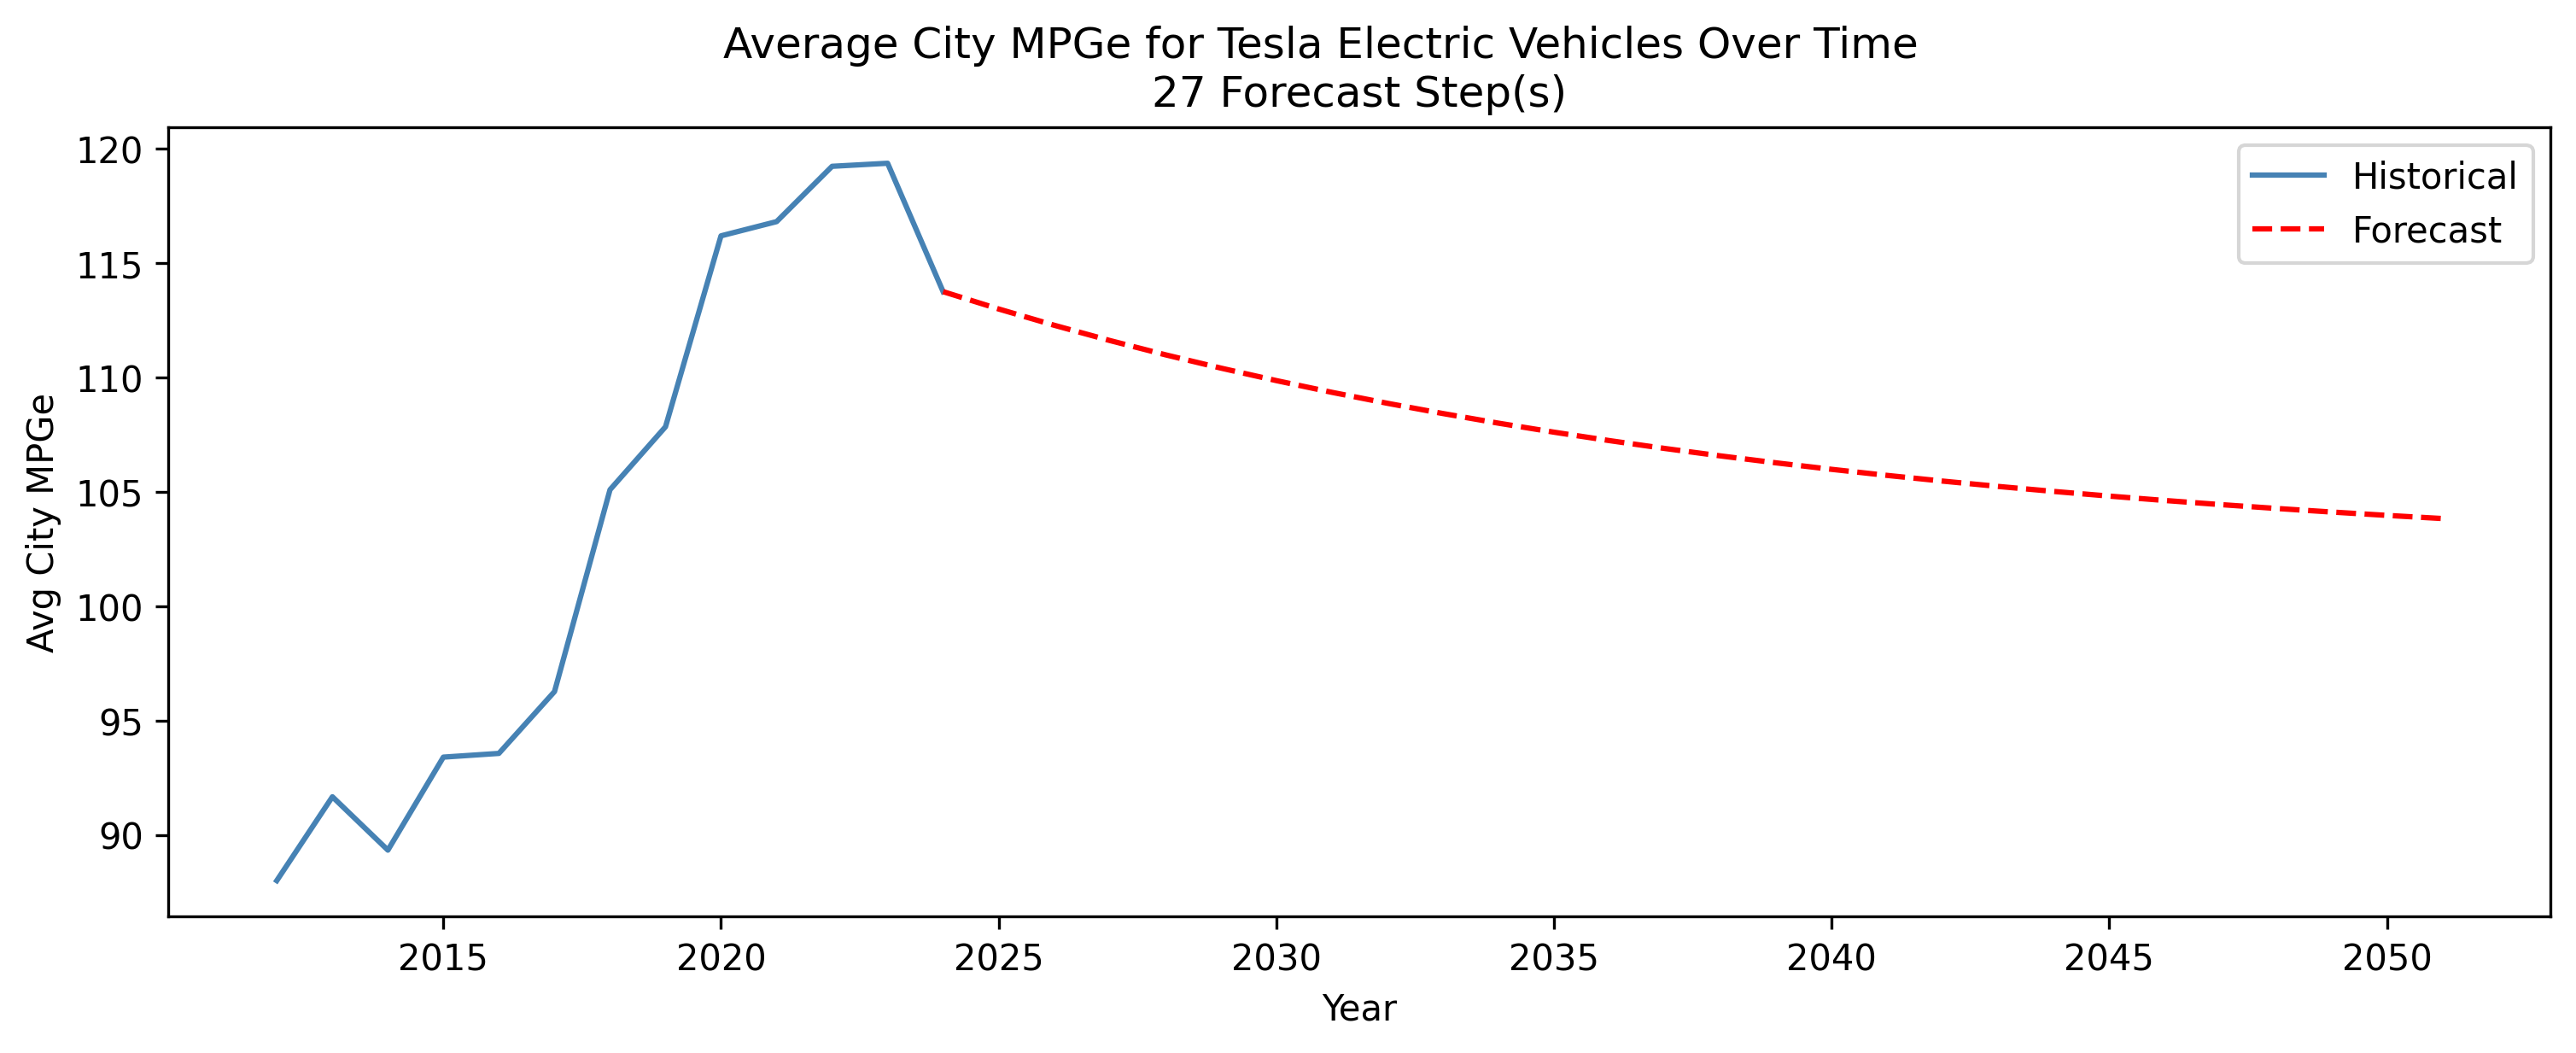 Average City MPGe for Tesla Electric Vehicles Over Time
27 Forecast Step(s)
120
115
110
105
100
95
90
Avg City MPGe
Historical
Forecast
2015
2020
2025
2030
2035
2040
2045
2050
Year